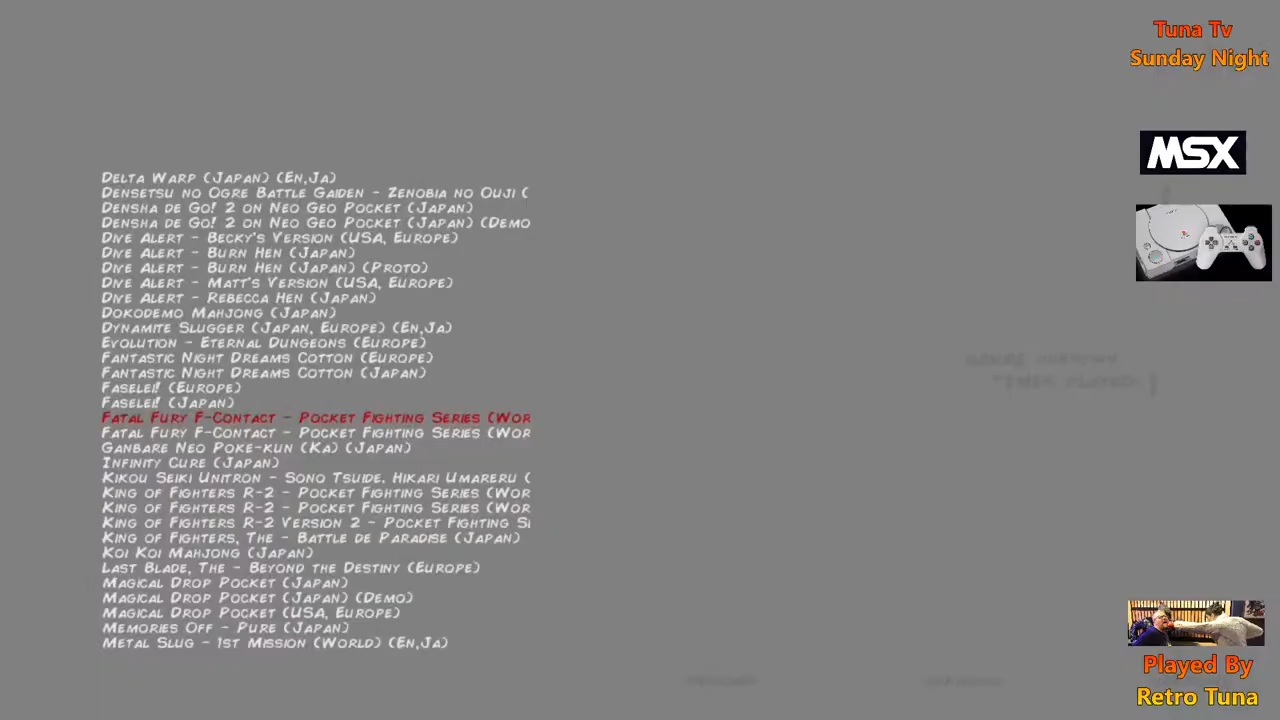 Tuna Tv
Sunday Night
MSX
Delta Warp (Japan) (En,Ja)
Densetsu no Ogre Battle Gaiden - Zenobia no Ouji (
Densha de Go! 2 on Neo Geo Pocket (Japan)
Densha de Go! 2 on Neo Geo Pocket (Japan) (Demo
Dive Alert - Becky's Version (USA, Europe)
Dive Alert - Burn Hen (Japan)
Dive Alert - Burn Hen (Japan) (Proto)
Dive Alert - Matt's Version (USA, Europe)
Dive Alert - Rebecca Hen (Japan)
Dokodemo Mahjong (Japan)
Dynamite Slugger (Japan, Europe) (En,Ja)
Evolution - Eternal Dungeons (Europe)
Fantastic Night Dreams Cotton (Europe)
Fantastic Night Dreams Cotton (Japan)
Faselei! (Europe)
Faselei! (Japan)
Fatal Fury F-Contact - Pocket Fighting Series (Wor
Fatal Fury F-Contact - Pocket Fighting Series (Wor
Ganbare Neo Poke-kun (Ka) (Japan)
Infinity Cure (Japan)
Kikou Seiki Unitron - Sono Tsuide. Hikari Umareru (
King of Fighters R-2 - Pocket Fighting Series (Wor
King of Fighters R-2 - Pocket Fighting Series (Wor
King of Fighters R-2 Version 2 - Pocket Fighting S
King of Fighters, The - Battle de Paradise (Japan)
Koi Koi Mahjong (Japan)
Last Blade, The - Beyond the Destiny (Europe)
Magical Drop Pocket (Japan)
Magical Drop Pocket (Japan) (Demo)
Magical Drop Pocket (USA, Europe)
Memories Off - Pure (Japan)
Metal Slug - 1st Mission (World) (En,Ja)
Played By
Retro Tuna